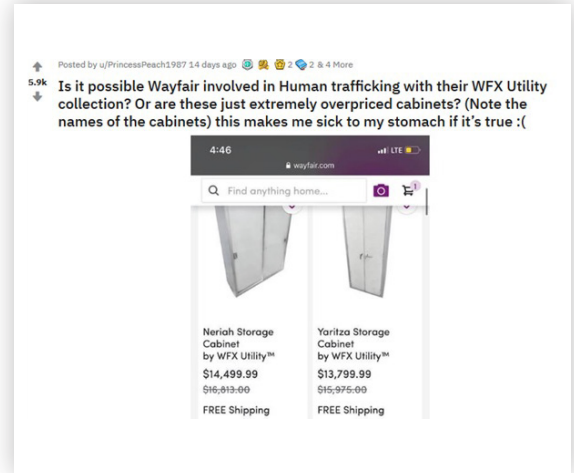 Posted by u/PrincessPeach1987 14 days ago 2 2 & 4 More
5.9k
Is it possible Wayfair involved in Human trafficking with their WFX Utility
collection? Or are these just extremely overpriced cabinets? (Note the
names of the cabinets) this makes me sick to my stomach if it's true :(
4:46 LTE
wayfair.com
Find anything home... 1
Neriah Storage
Cabinet
by WFX Utility™
$14,499.99
$16,813.00
FREE Shipping
Yaritza Storage
Cabinet
by WFX Utility™
$13,799.99
$15,975.00
FREE Shipping